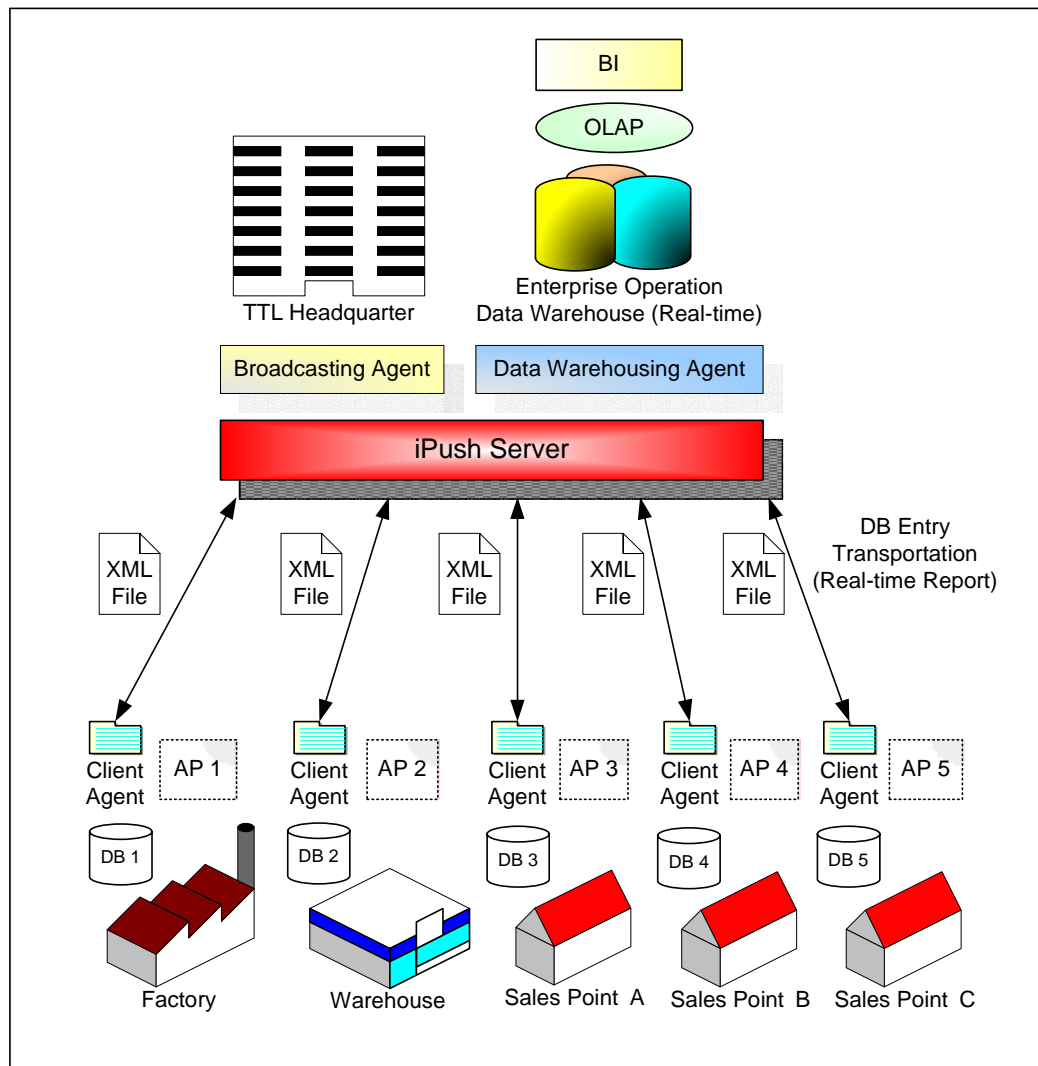 BI
OLAP
Enterprise Operation
Data Warehouse (Real-time)
TTL Headquarter
Broadcasting Agent
Data Warehousing Agent
iPush Server
DB Entry
Transportation
(Real-time Report)
XML
File
XML
File
XML
File
XML
File
XML
File
Client
Agent
AP 1
Client
Agent
AP 2
Client
Agent
AP 3
Client
Agent
AP 4
Client
Agent
AP 5
DB 1
DB 2
DB 3
DB 4
DB 5
Factory
Warehouse
Sales Point A
Sales Point B
Sales Point C